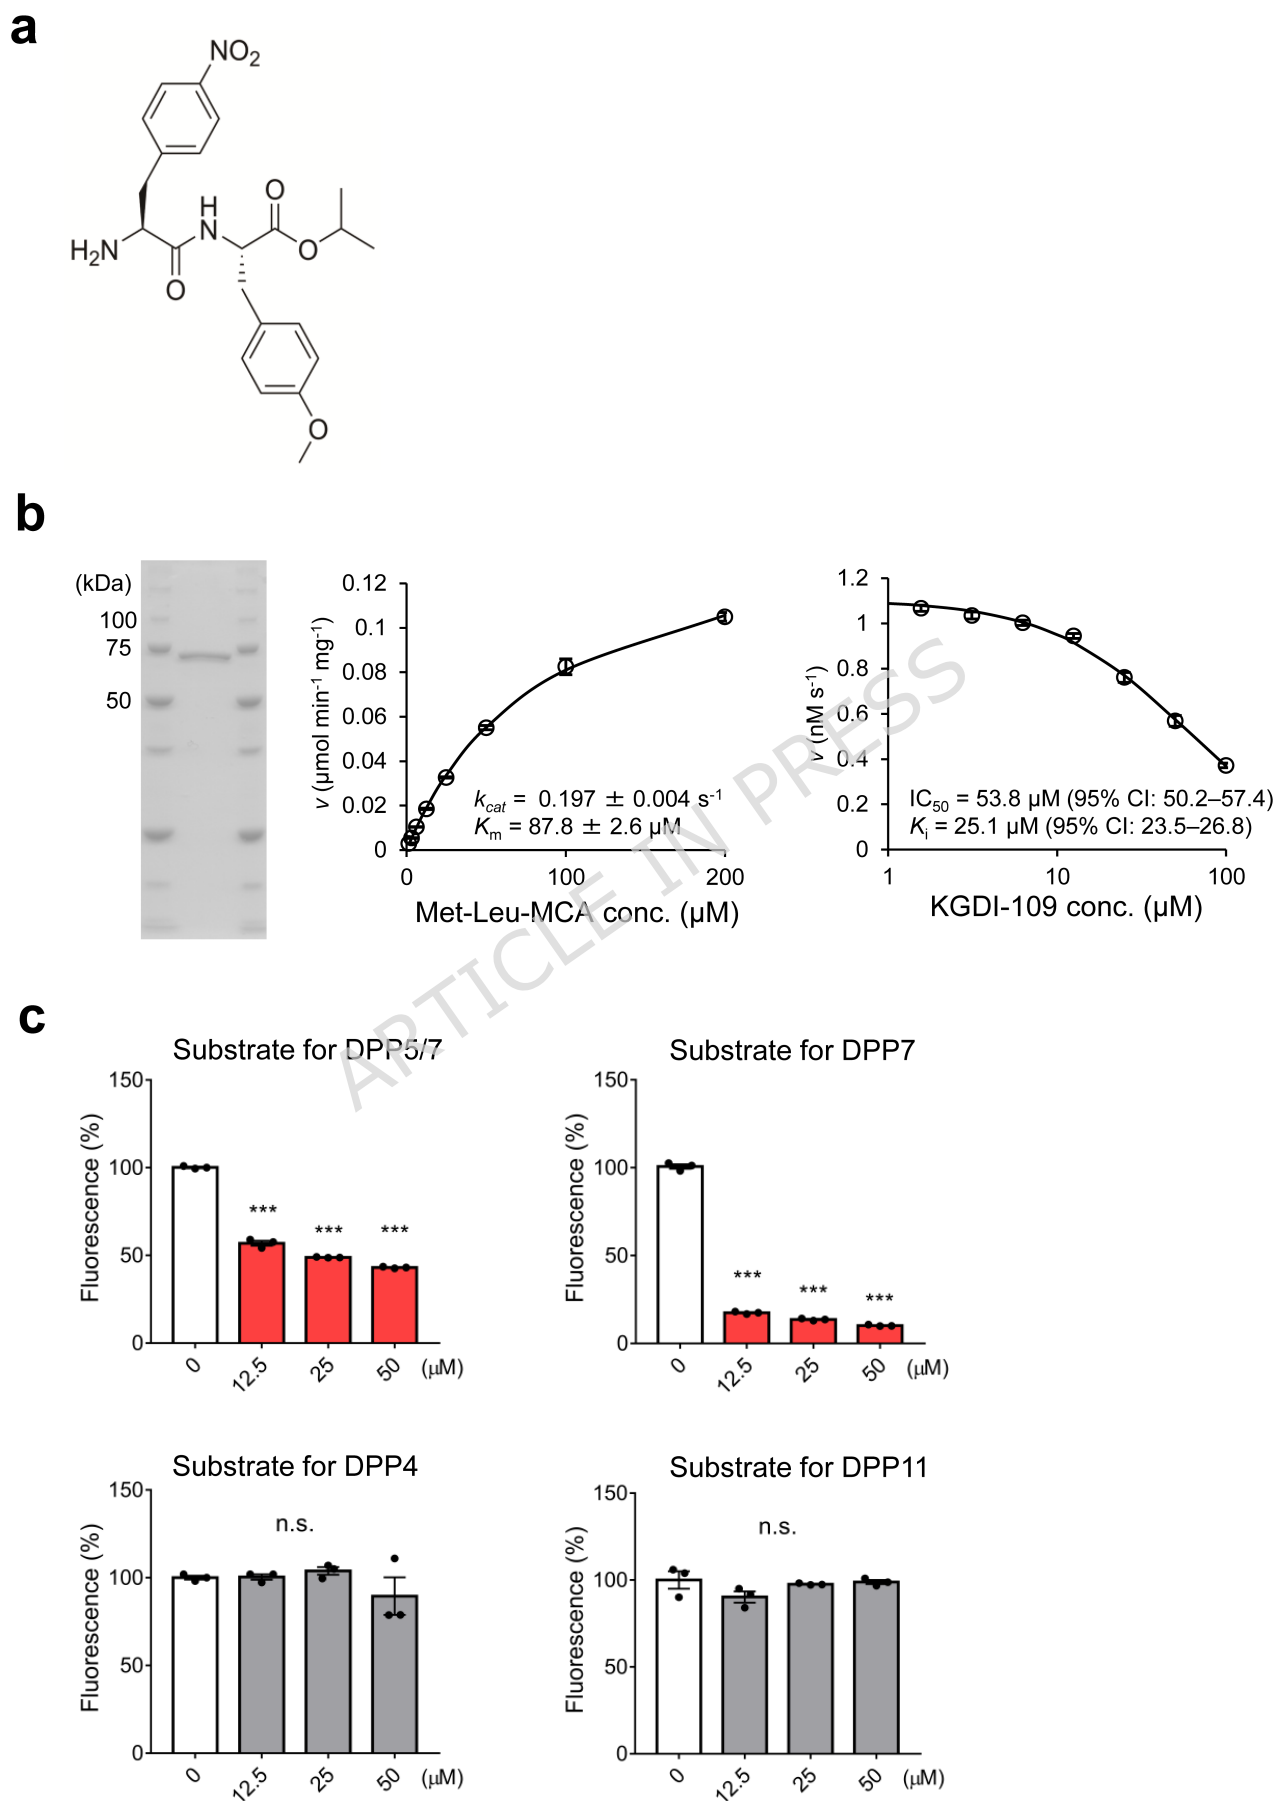 a
NO2
H2N
H
N
O
O
O
O
b
(kDa)
100
75
50
v (μmol min-1 mg-1)
0.12
0.1
0.08
0.06
0.04
0.02
0
kcat = 0.197 ± 0.004 s-1
Km = 87.8 ± 2.6 μM
0 100 200
Met-Leu-MCA conc. (μM)
v (nM s-1)
1.2
1
0.8
0.6
0.4
0.2
0
IC50 = 53.8 μM (95% CI: 50.2–57.4)
Ki = 25.1 μM (95% CI: 23.5–26.8)
1 10 100
KGDI-109 conc. (μM)
ARTICLE IN PRESS
c
Substrate for DPP5/7
Fluorescence (%)
150
100
50
0
*** *** ***
0 12.5 25 50 (μM)
Substrate for DPP7
Fluorescence (%)
150
100
50
0
*** *** ***
0 12.5 25 50 (μM)
Substrate for DPP4
Fluorescence (%)
150
100
50
0
n.s.
0 12.5 25 50 (μM)
Substrate for DPP11
Fluorescence (%)
150
100
50
0
n.s.
0 12.5 25 50 (μM)